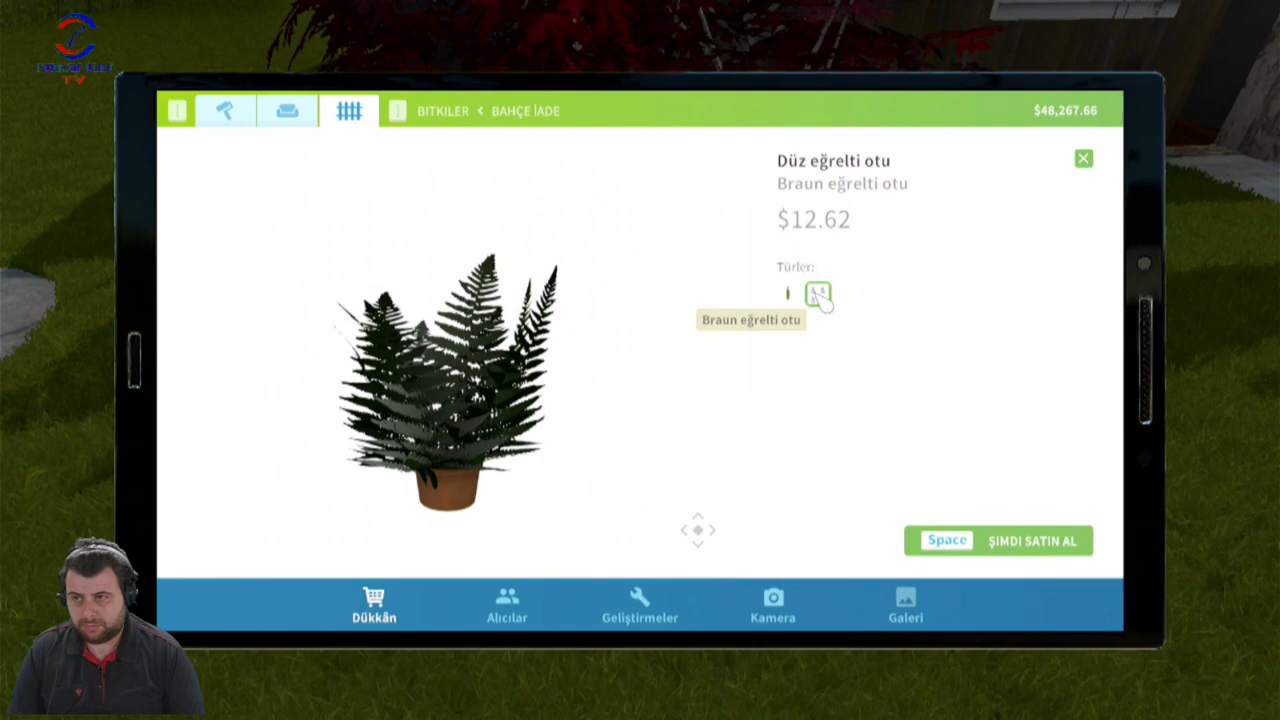 BITKILER < BAHÇE İADE
$48,267.66
Düz eğrelti otu
Braun eğrelti otu
$12.62
Türler:
Braun eğrelti otu
Space ŞIMDI SATIN AL
Dükkân
Alıcılar
Geliştirmeler
Kamera
Galeri
TV